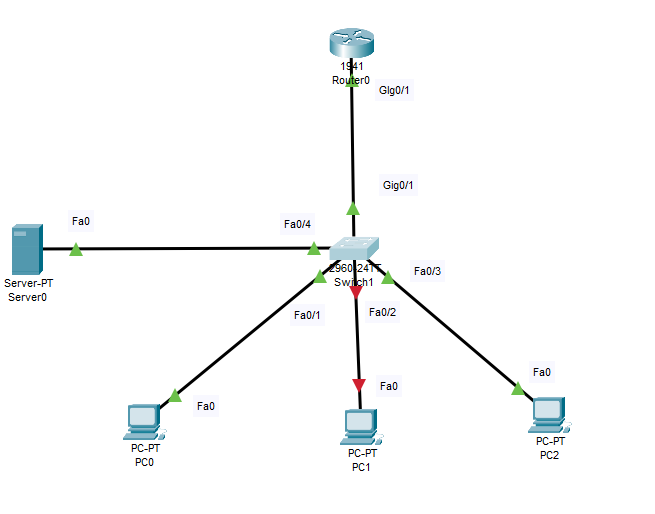 1941
Router0
GIg0/1
Gig0/1
Fa0
Fa0/4
2960-24TT
Switch1
Fa0/3
Server-PT
Server0
Fa0/1
Fa0/2
Fa0
Fa0
Fa0
PC-PT
PC0
PC-PT
PC1
PC-PT
PC2